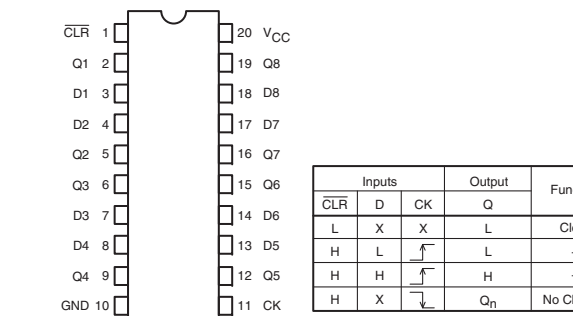 CLR 1 20 VCC
Q1 2 19 Q8
D1 3 18 D8
D2 4 17 D7
Q2 5 16 Q7
Q3 6 15 Q6
D3 7 14 D6
D4 8 13 D5
Q4 9 12 Q5
GND 10 11 CK
Inputs Output
CLR D CK Q
L X X L
H L L
H H H
H X Qn No